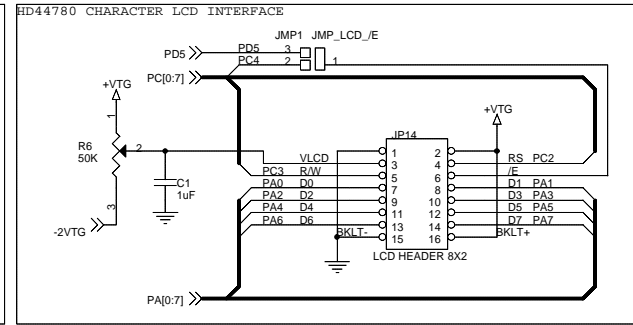 HD44780 CHARACTER LCD INTERFACE
JMP1 JMP_LCD_/E
PD5 PD5 3
PC4 2 1
PC[0:7]
+VTG
+VTG
1
JP14
R6
50K
2
VLCD
1 2
3 4
RS PC2
PC3 R/W
5 6
/E
C1
1uF
PA0 D0
7 8
D1 PA1
PA2 D2
9 10
D3 PA3
PA4 D4
11 12
D5 PA5
PA6 D6
13 14
D7 PA7
3
-2VTG
BKLT-
15 16
BKLT+
LCD HEADER 8X2
PA[0:7]